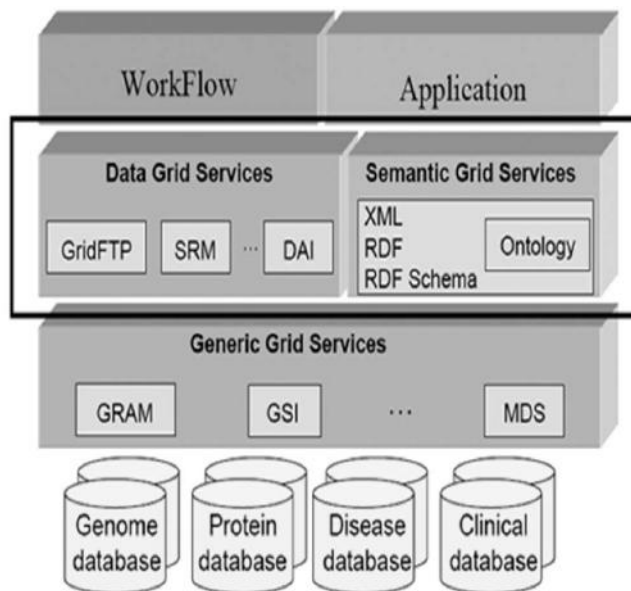 WorkFlow
Application
Data Grid Services
GridFTP
SRM
...
DAI
Semantic Grid Services
XML
RDF
RDF Schema
Ontology
Generic Grid Services
GRAM
GSI
...
MDS
Genome
database
Protein
database
Disease
database
Clinical
database